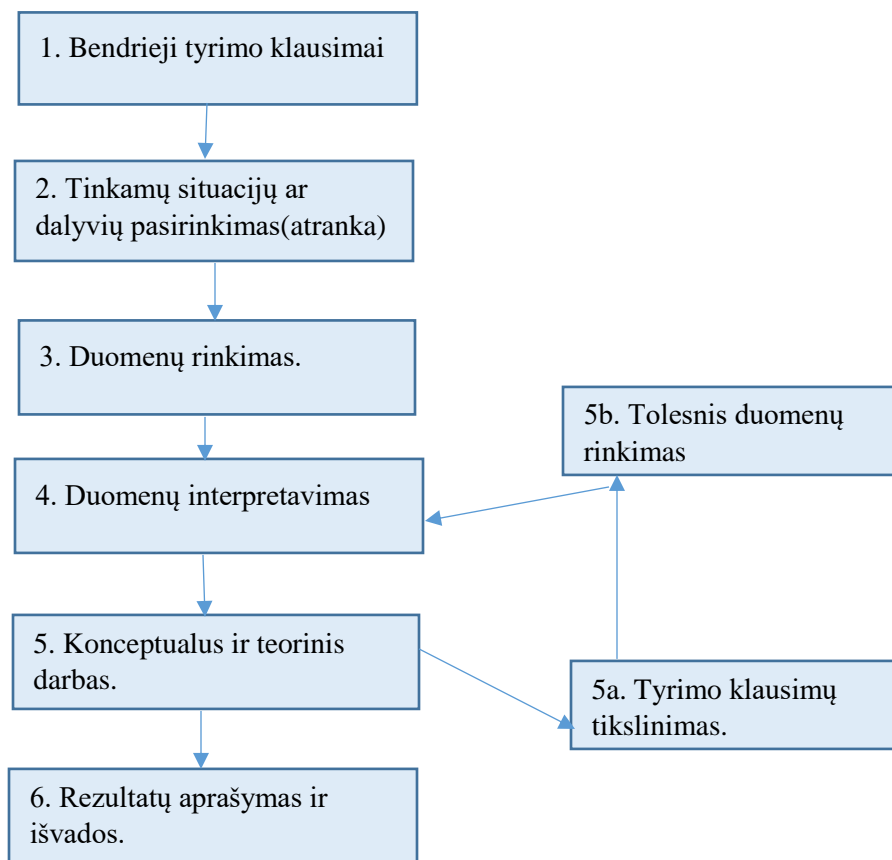 1. Bendrieji tyrimo klausimai
2. Tinkamų situacijų ar
dalyvių pasirinkimas(atranka)
3. Duomenų rinkimas.
5b. Tolesnis duomenų
rinkimas
4. Duomenų interpretavimas
5. Konceptualus ir teorinis
darbas.
5a. Tyrimo klausimų
tikslinimas.
6. Rezultatų aprašymas ir
išvados.